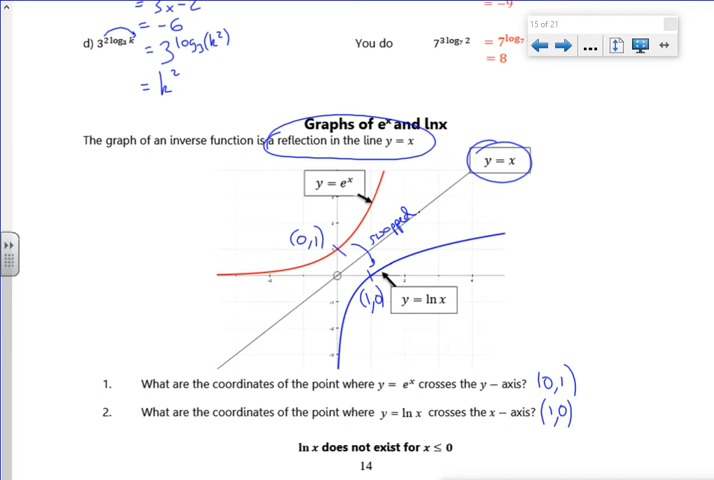 = 3x-2
= -6
= -9
15 of 21
d) 3^{2log₃k}
= 3^{log₃(k²)}
= k²
You do
7^{3 log₇ 2}
= 7^{log₇
= 8
Graphs of eˣ and lnx
The graph of an inverse function is a reflection in the line y = x
y = x
y = eˣ
(0,1)
swapped
(1,0)
y = ln x
1. What are the coordinates of the point where y = eˣ crosses the y – axis? (0,1)
2. What are the coordinates of the point where y = ln x crosses the x – axis? (1,0)
ln x does not exist for x ≤ 0
14